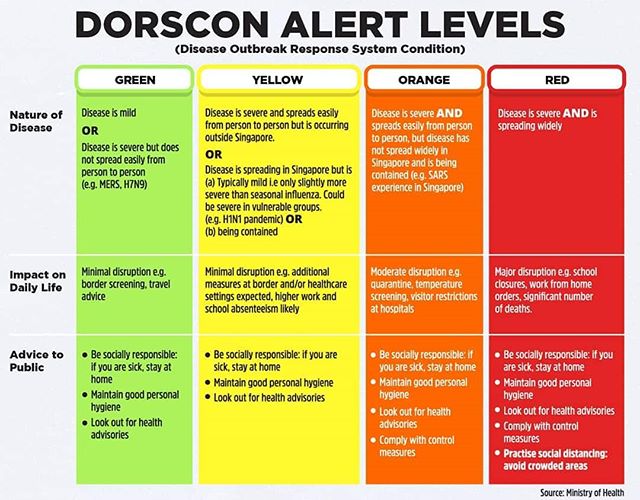 DORSCON ALERT LEVELS
(Disease Outbreak Response System Condition)
GREEN
YELLOW
ORANGE
RED
Nature of
Disease
Disease is mild
OR
Disease is severe but does
not spread easily from
person to person
(e.g. MERS, H7N9)
Disease is severe and spreads easily
from person to person but is occurring
outside Singapore.
OR
Disease is spreading in Singapore but is
(a) Typically mild i.e only slightly more
severe than seasonal influenza. Could
be severe in vulnerable groups.
(e.g. H1N1 pandemic) OR
(b) being contained
Disease is severe AND
spreads easily from person
to person, but disease has
not spread widely in
Singapore and is being
contained (e.g. SARS
experience in Singapore)
Disease is severe AND is
spreading widely
Impact on
Daily Life
Minimal disruption e.g.
border screening, travel
advice
Minimal disruption e.g. additional
measures at border and/or healthcare
settings expected, higher work and
school absenteeism likely
Moderate disruption e.g.
quarantine, temperature
screening, visitor restrictions
at hospitals
Major disruption e.g. school
closures, work from home
orders, significant number
of deaths.
Advice to
Public
• Be socially responsible:
if you are sick, stay at
home
• Maintain good personal
hygiene
• Look out for health
advisories
• Be socially responsible: if you are
sick, stay at home
• Maintain good personal hygiene
• Look out for health advisories
• Be socially responsible: if
you are sick, stay at home
• Maintain good personal
hygiene
• Look out for health
advisories
• Comply with control
measures
• Be socially responsible: if you
are sick, stay at home
• Maintain good personal
hygiene
• Look out for health advisories
• Comply with control
measures
• Practise social distancing:
avoid crowded areas
Source: Ministry of Health